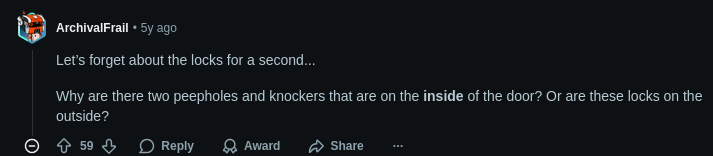 ArchivalFrail • 5y ago
Let's forget about the locks for a second...
Why are there two peepholes and knockers that are on the inside of the door? Or are these locks on the
outside?
59 Reply Award Share ...